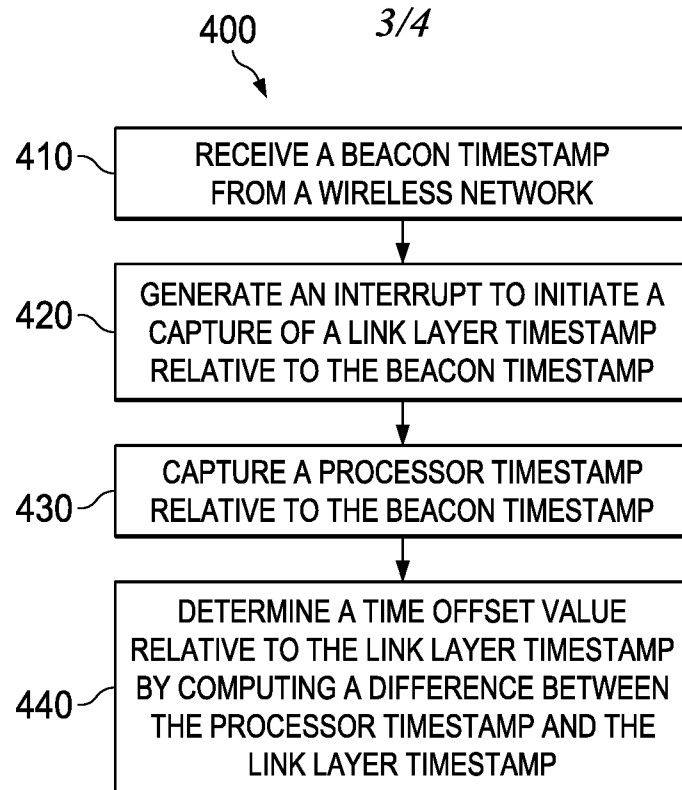 3/4
400
410
RECEIVE A BEACON TIMESTAMP
FROM A WIRELESS NETWORK
420
GENERATE AN INTERRUPT TO INITIATE A
CAPTURE OF A LINK LAYER TIMESTAMP
RELATIVE TO THE BEACON TIMESTAMP
430
CAPTURE A PROCESSOR TIMESTAMP
RELATIVE TO THE BEACON TIMESTAMP
440
DETERMINE A TIME OFFSET VALUE
RELATIVE TO THE LINK LAYER TIMESTAMP
BY COMPUTING A DIFFERENCE BETWEEN
THE PROCESSOR TIMESTAMP AND THE
LINK LAYER TIMESTAMP